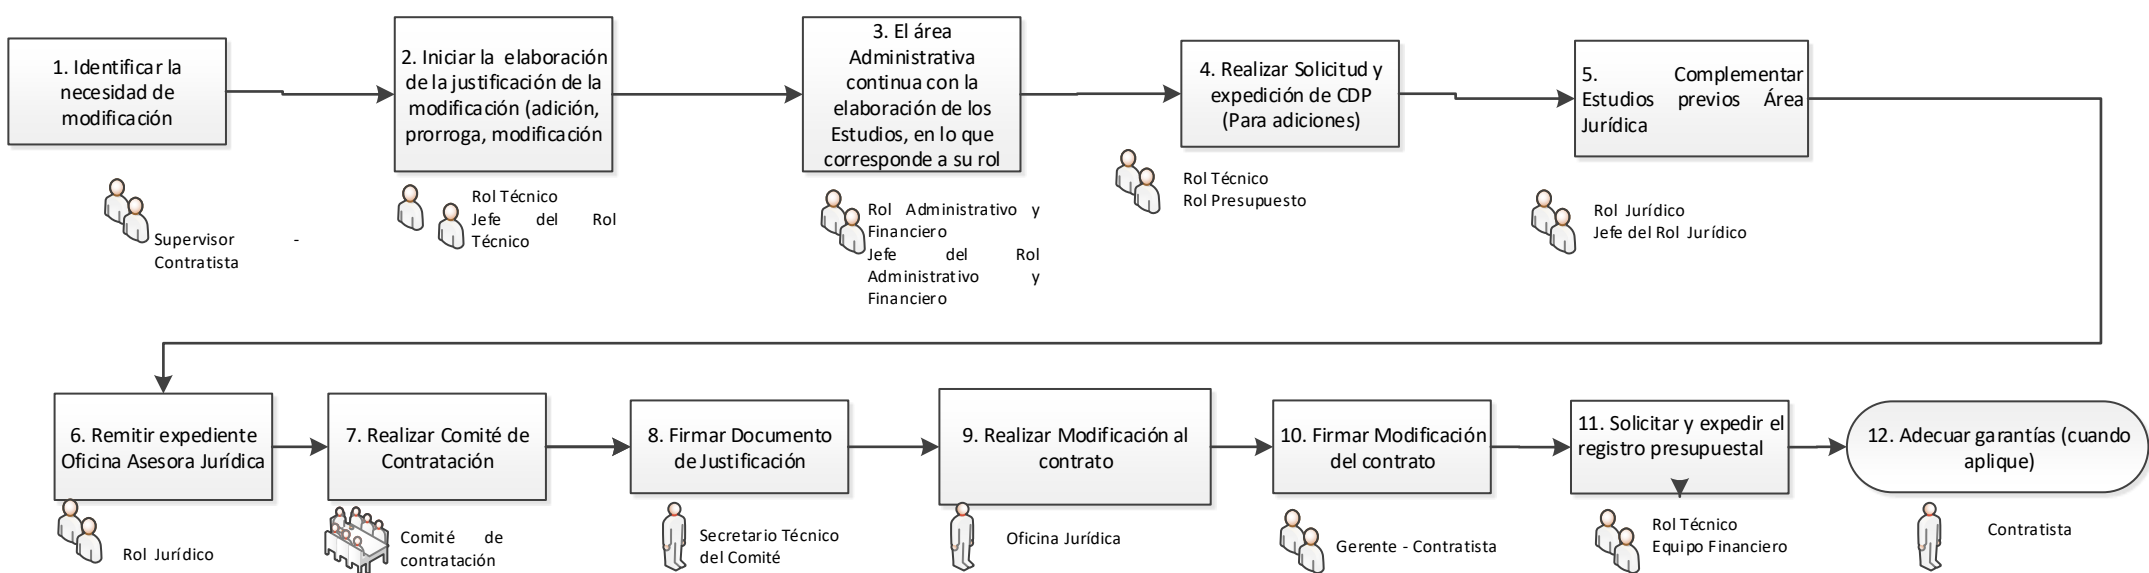 1. Identificar la
necesidad de
modificación
Supervisor -
Contratista
2. Iniciar la elaboración
de la justificación de la
modificación (adición,
prorroga, modificación
Rol Técnico
Jefe del Rol
Técnico
3. El área
Administrativa
continua con la
elaboración de los
Estudios, en lo que
corresponde a su rol
Rol Administrativo y
Financiero
Jefe del Rol
Administrativo y
Financiero
4. Realizar Solicitud y
expedición de CDP
(Para adiciones)
Rol Técnico
Rol Presupuesto
5. Complementar
Estudios previos Área
Jurídica
Rol Jurídico
Jefe del Rol Jurídico
6. Remitir expediente
Oficina Asesora Jurídica
Rol Jurídico
7. Realizar Comité de
Contratación
Comité de
contratación
8. Firmar Documento
de Justificación
Secretario Técnico
del Comité
9. Realizar Modificación al
contrato
Oficina Jurídica
10. Firmar Modificación
del contrato
Gerente - Contratista
11. Solicitar y expedir el
registro presupuestal
Rol Técnico
Equipo Financiero
12. Adecuar garantías (cuando
aplique)
Contratista